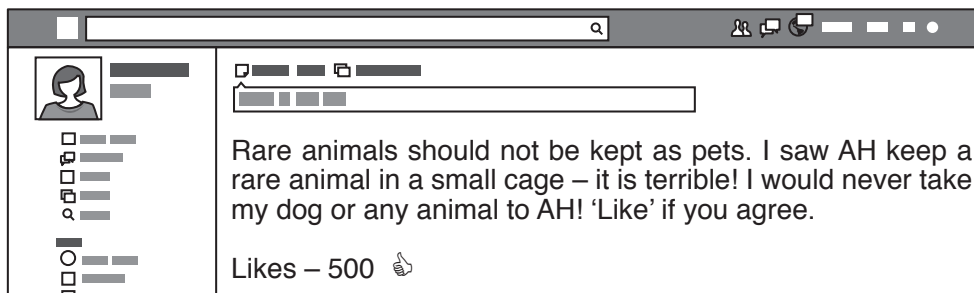 Rare animals should not be kept as pets. I saw AH keep a
rare animal in a small cage – it is terrible! I would never take
my dog or any animal to AH! ‘Like’ if you agree.
Likes – 500